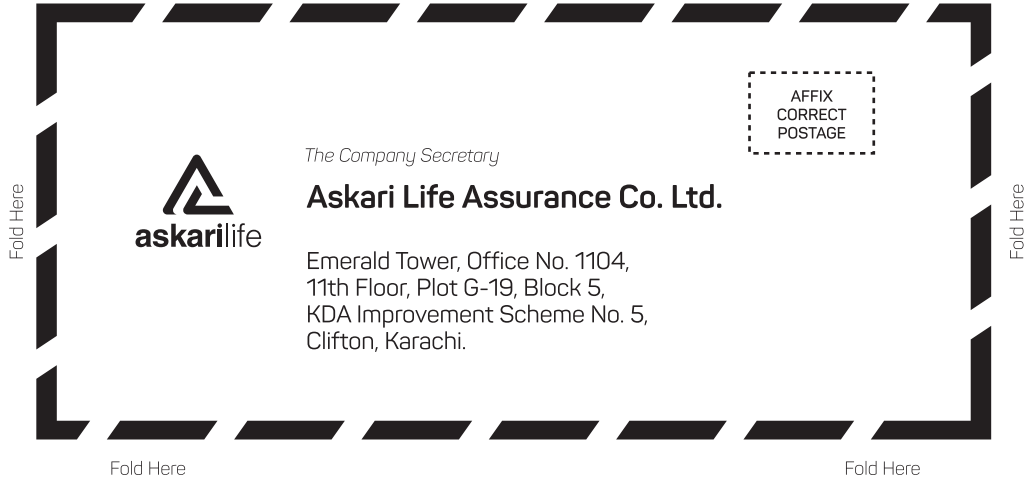 AFFIX
CORRECT
POSTAGE
The Company Secretary
Askari Life Assurance Co. Ltd.
askarilife
Emerald Tower, Office No. 1104,
11th Floor, Plot G-19, Block 5,
KDA Improvement Scheme No. 5,
Clifton, Karachi.
Fold Here
Fold Here
Fold Here
Fold Here